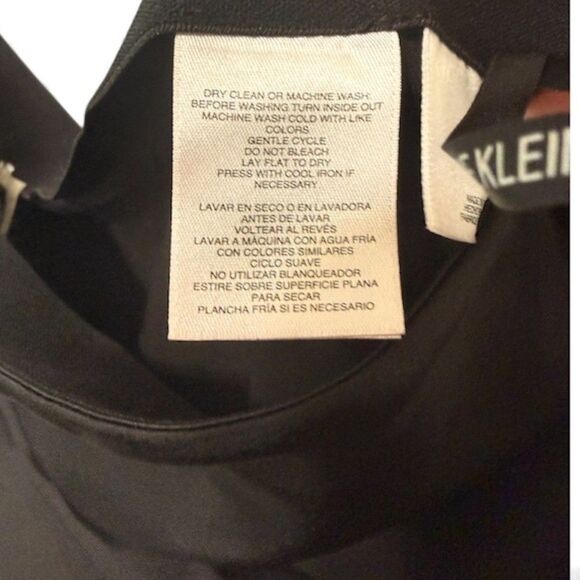 DRY CLEAN OR MACHINE WASH:
BEFORE WASHING TURN INSIDE OUT
MACHINE WASH COLD WITH LIKE
COLORS
GENTLE CYCLE
DO NOT BLEACH
LAY FLAT TO DRY
PRESS WITH COOL IRON IF
NECESSARY
LAVAR EN SECO O EN LAVADORA
ANTES DE LAVAR
VOLTEAR AL REVÉS
LAVAR A MÁQUINA CON AGUA FRÍA
CON COLORES SIMILARES
CICLO SUAVE
NO UTILIZAR BLANQUEADOR
ESTIRE SOBRE SUPERFICIE PLANA
PARA SECAR
PLANCHA FRÍA SI ES NECESARIO
KLEI